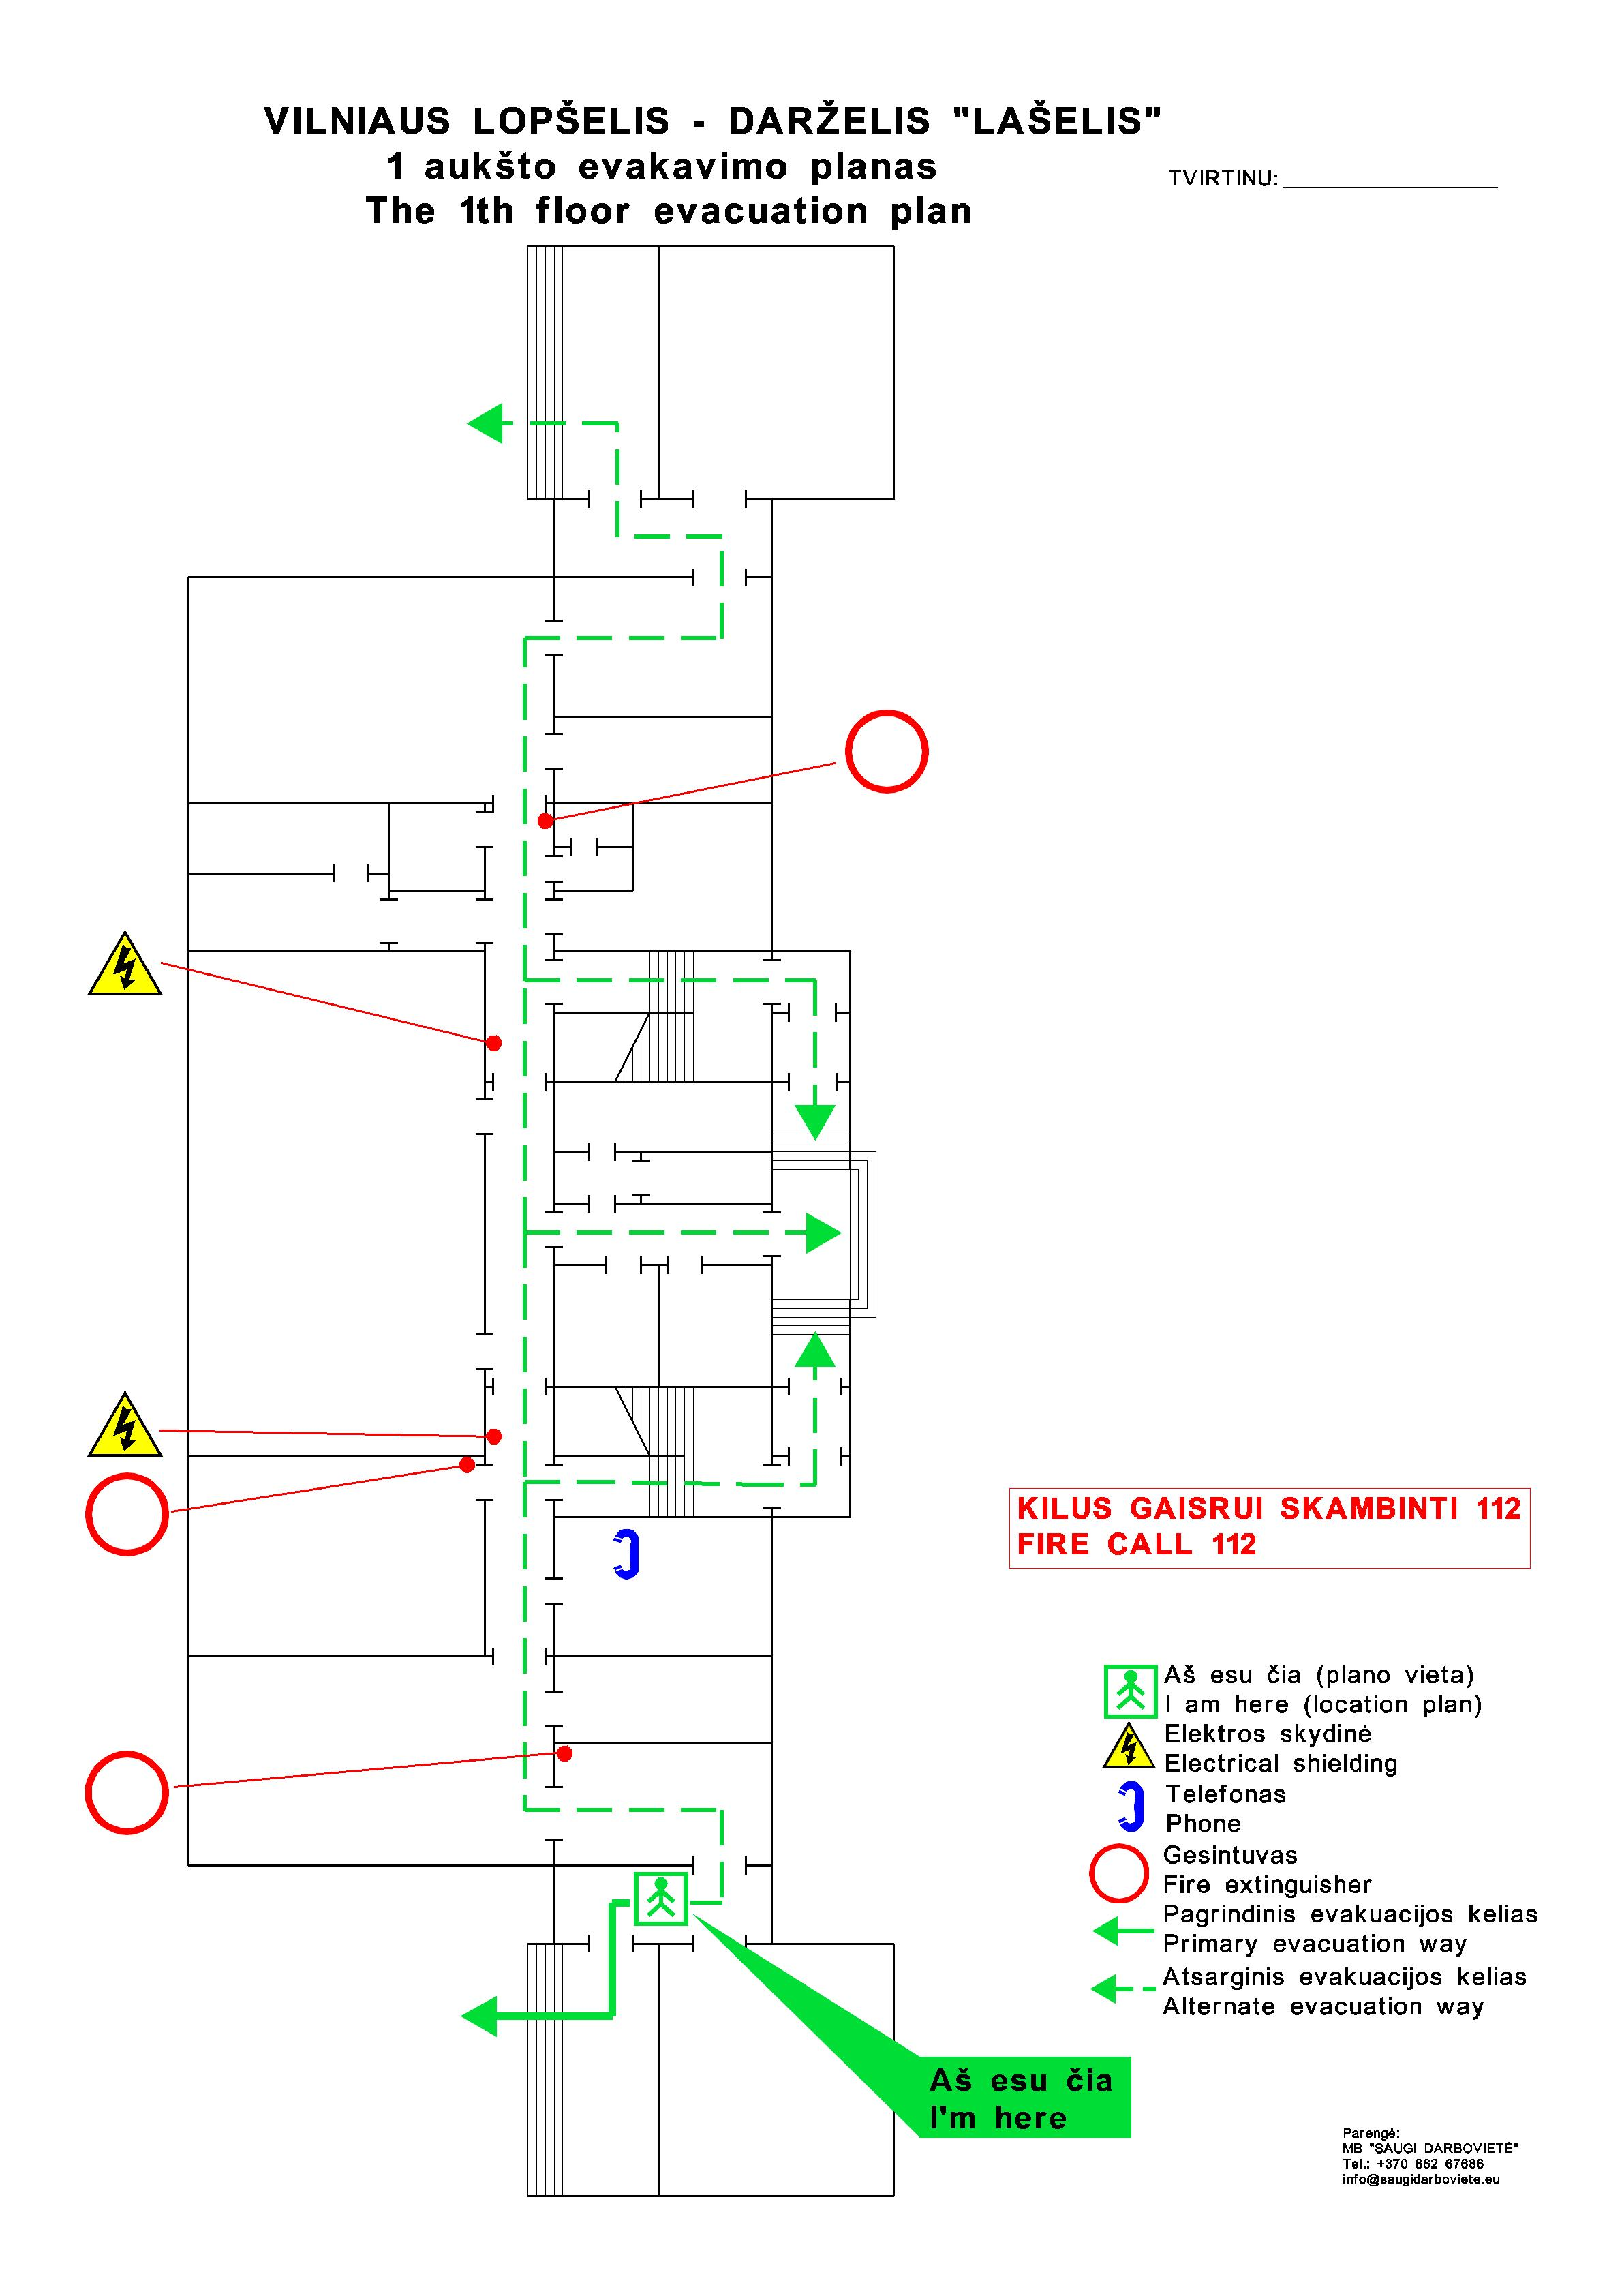 VILNIAUS LOPŠELIS - DARŽELIS "LAŠELIS"
1 aukšto evakavimo planas
The 1th floor evacuation plan
TVIRTINU:
KILUS GAISRUI SKAMBINTI 112
FIRE CALL 112
Aš esu čia (plano vieta)
I am here (location plan)
Elektros skydinė
Electrical shielding
Telefonas
Phone
Gesintuvas
Fire extinguisher
Pagrindinis evakuacijos kelias
Primary evacuation way
Atsarginis evakuacijos kelias
Alternate evacuation way
Aš esu čia
I'm here
Parengė:
MB "SAUGI DARBOVIETĖ"
Tel.: +370 662 67686
info@saugidarboviete.eu